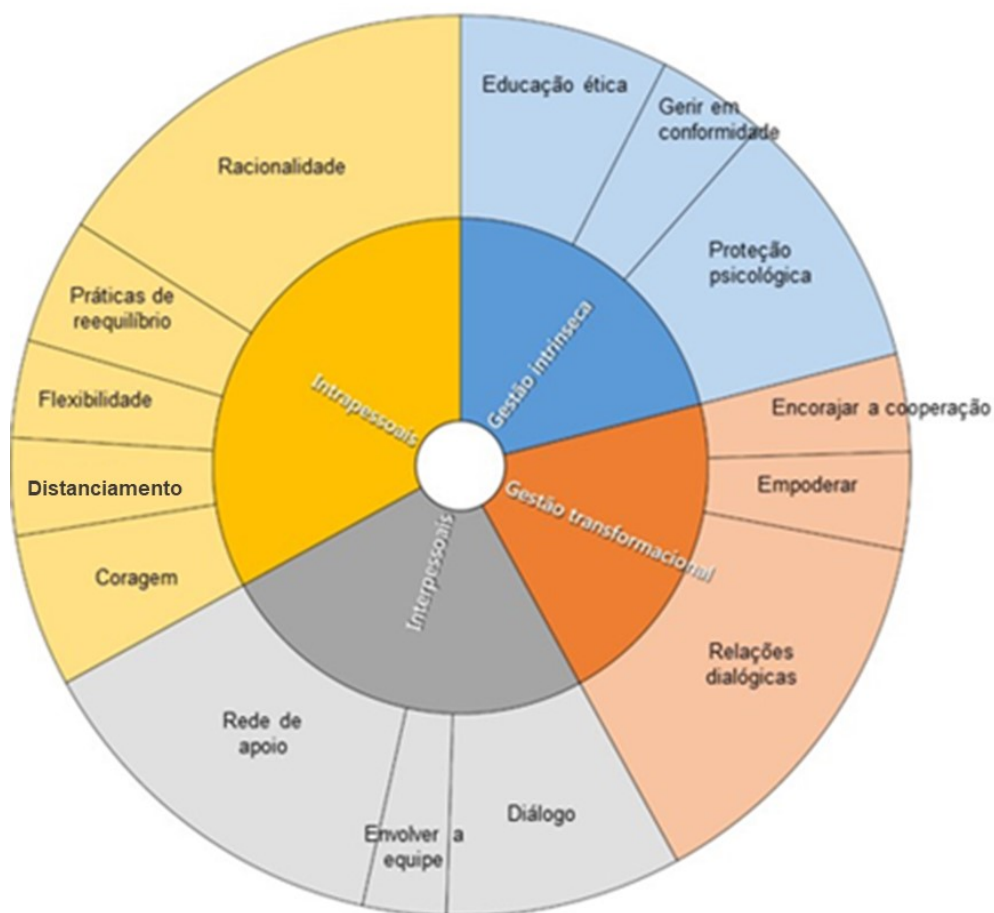 Educação ética
Gerir em
conformidade
Proteção
psicológica
Encorajar a cooperação
Empoderar
Relações
dialógicas
Diálogo
Envolver a
equipe
Rede de
apoio
Coragem
Distanciamento
Flexibilidade
Práticas de
reequilíbrio
Racionalidade
Gestão intrínseca
Gestão transformacional
Interpessoais
Intrapessoais